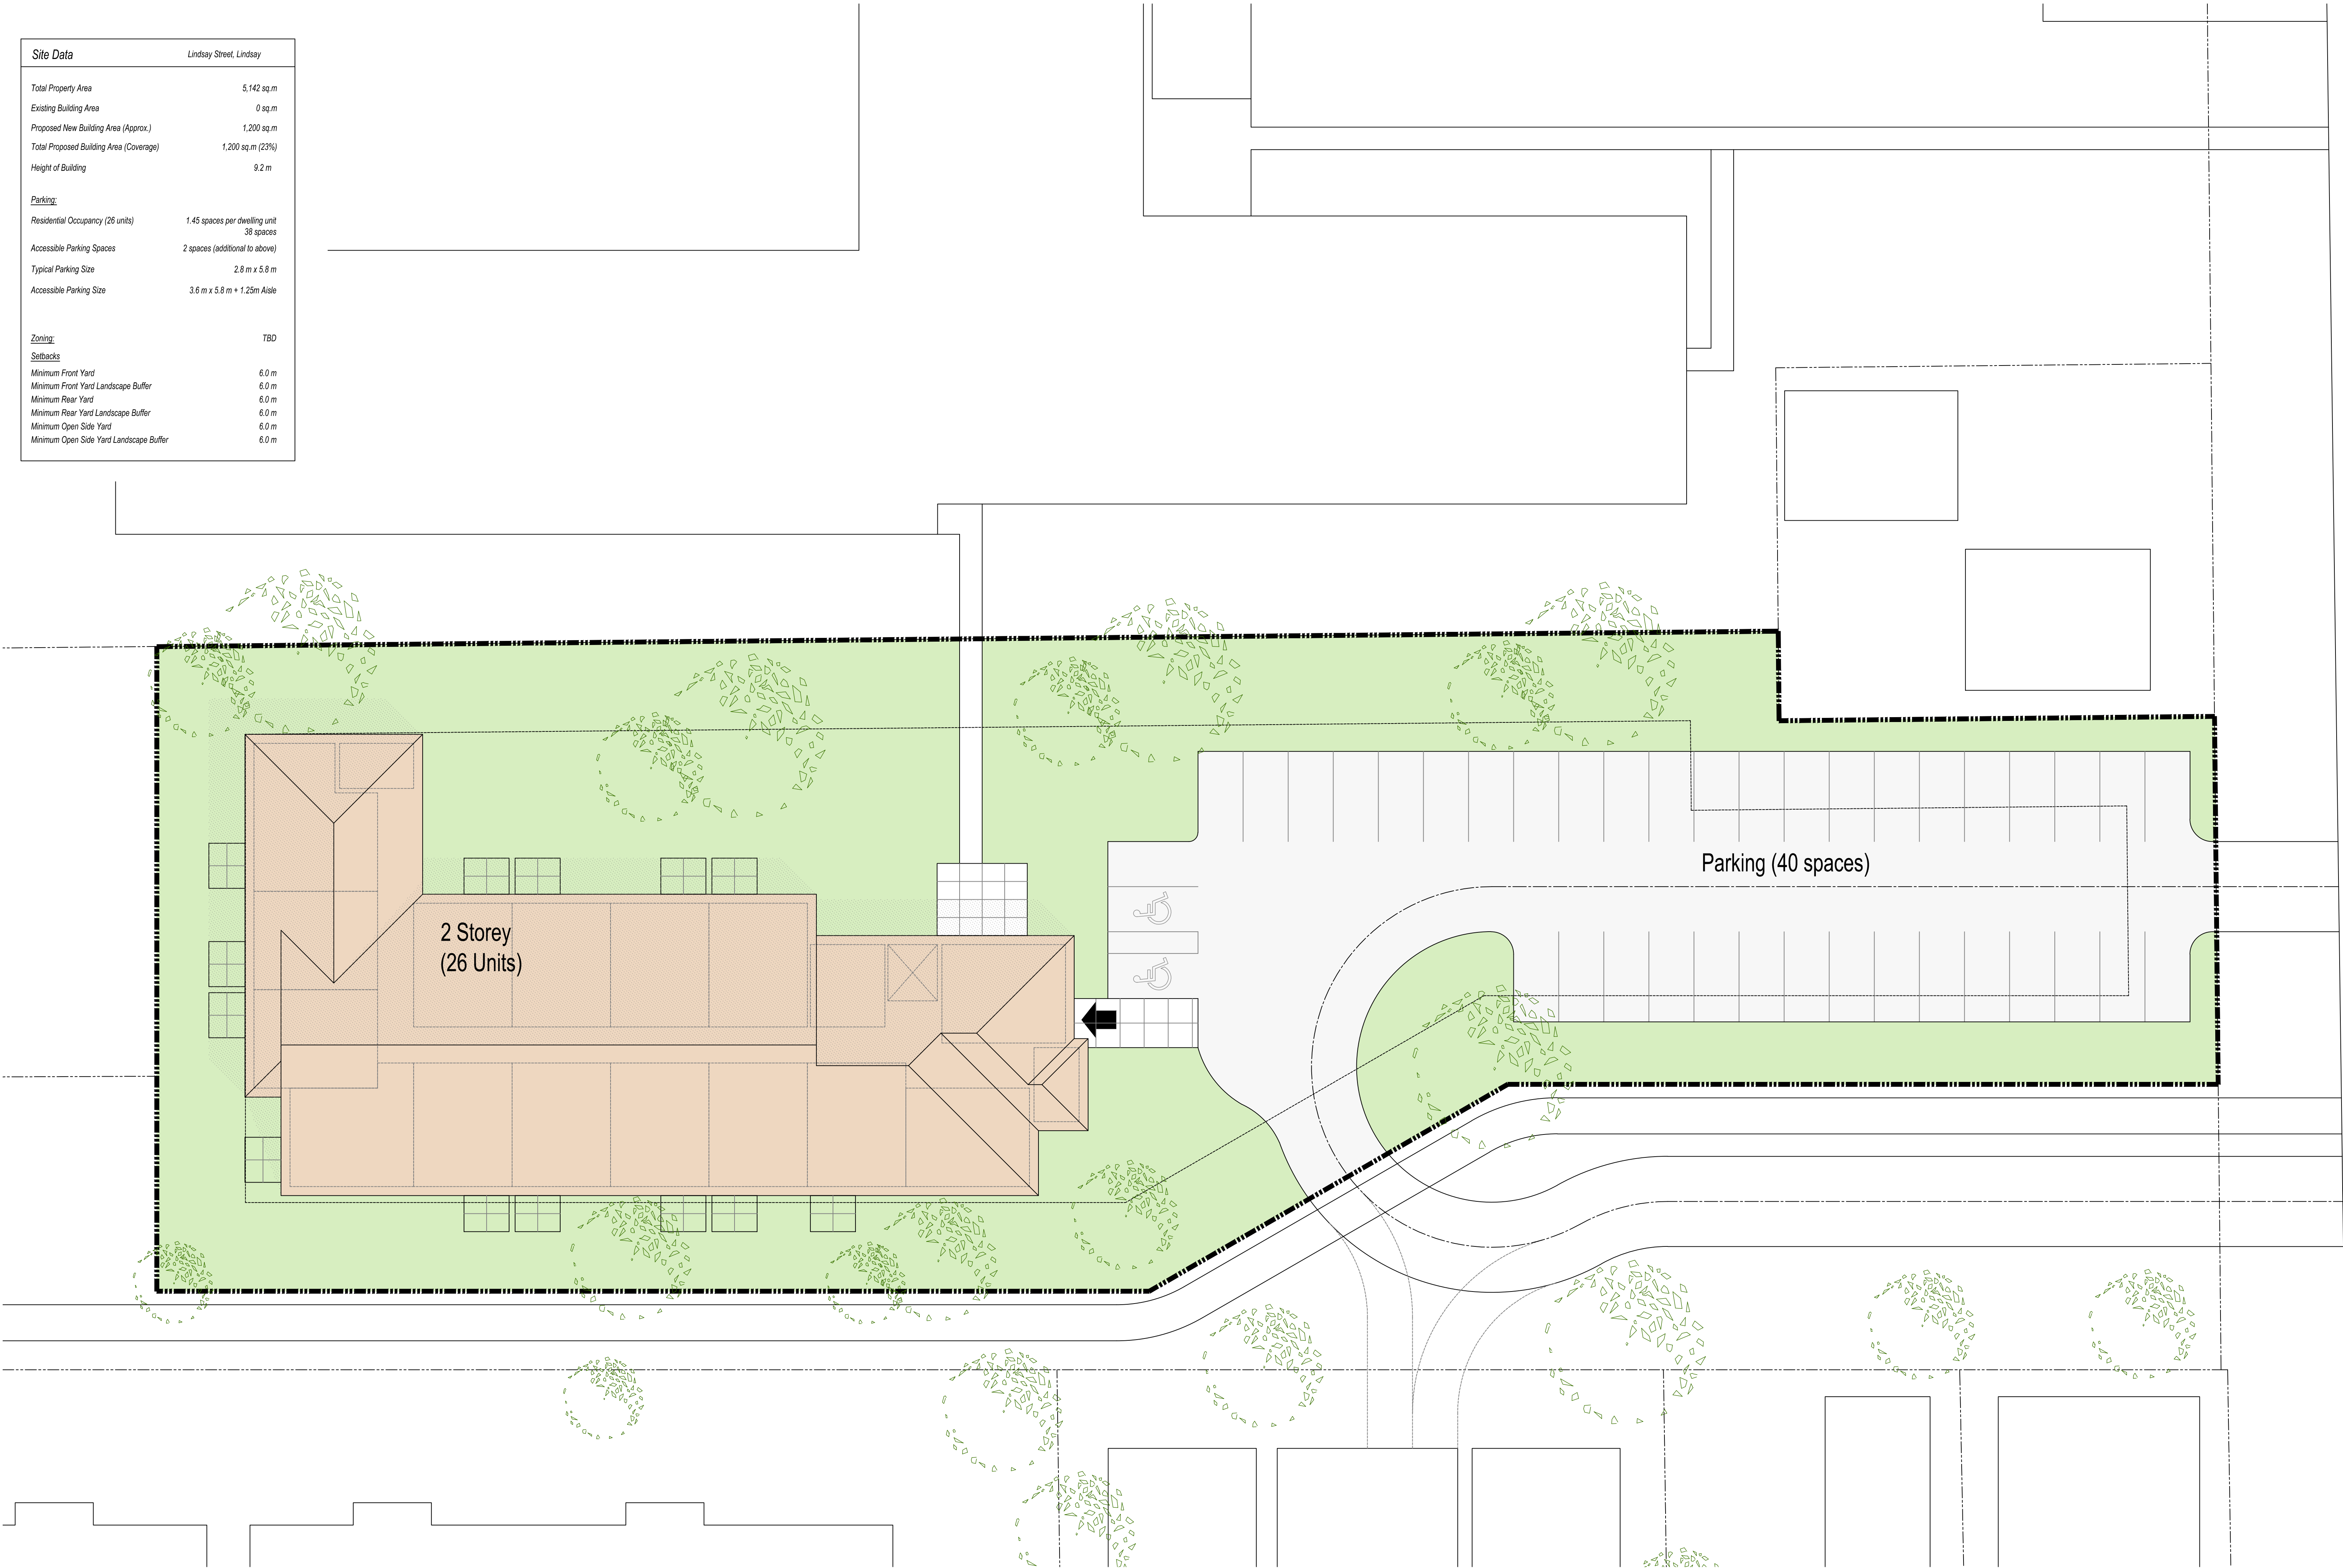 Site Data Lindsay Street, Lindsay
Total Property Area 5,142 sq.m
Existing Building Area 0 sq.m
Proposed New Building Area (Approx.) 1,200 sq.m
Total Proposed Building Area (Coverage) 1,200 sq.m (23%)
Height of Building 9.2 m
Parking:
Residential Occupancy (26 units) 1.45 spaces per dwelling unit
38 spaces
Accessible Parking Spaces 2 spaces (additional to above)
Typical Parking Size 2.8 m x 5.8 m
Accessible Parking Size 3.6 m x 5.8 m + 1.25m Aisle
Zoning: TBD
Setbacks
Minimum Front Yard 6.0 m
Minimum Front Yard Landscape Buffer 6.0 m
Minimum Rear Yard 6.0 m
Minimum Rear Yard Landscape Buffer 6.0 m
Minimum Open Side Yard 6.0 m
Minimum Open Side Yard Landscape Buffer 6.0 m
Parking (40 spaces)
2 Storey
(26 Units)